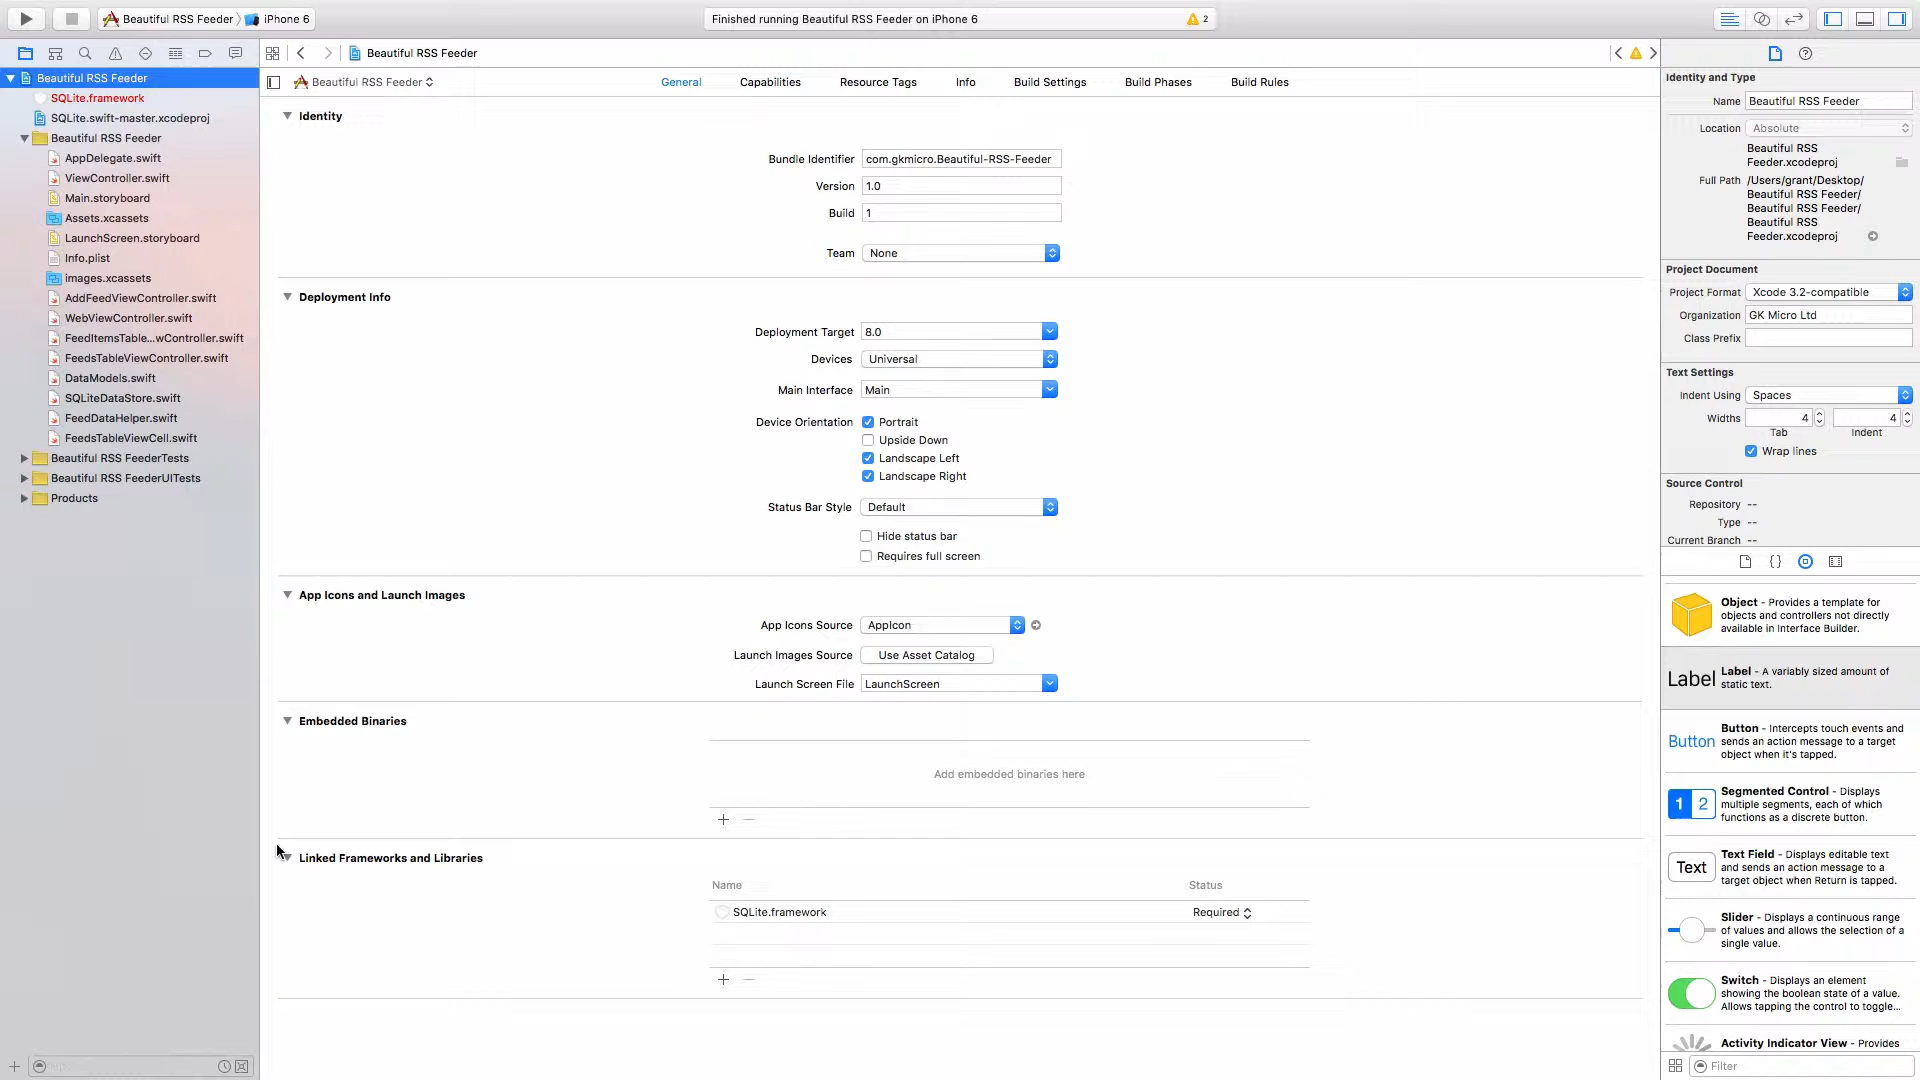 Beautiful RSS Feeder
iPhone 6
Finished running Beautiful RSS Feeder on iPhone 6
2
Beautiful RSS Feeder
SQLite.framework
SQLite.swift-master.xcodeproj
Beautiful RSS Feeder
AppDelegate.swift
ViewController.swift
Main.storyboard
Assets.xcassets
LaunchScreen.storyboard
Info.plist
images.xcassets
AddFeedViewController.swift
WebViewController.swift
FeedItemsTable...wController.swift
FeedsTableViewController.swift
DataModels.swift
SQLiteDataStore.swift
FeedDataHelper.swift
FeedsTableViewCell.swift
Beautiful RSS FeederTests
Beautiful RSS FeederUITests
Products
Beautiful RSS Feeder
Beautiful RSS Feeder
General
Capabilities
Resource Tags
Info
Build Settings
Build Phases
Build Rules
Identity
Bundle Identifier com.gkmicro.Beautiful-RSS-Feeder
Version 1.0
Build 1
Team None
Deployment Info
Deployment Target 8.0
Devices Universal
Main Interface Main
Device Orientation Portrait
Upside Down
Landscape Left
Landscape Right
Status Bar Style Default
Hide status bar
Requires full screen
App Icons and Launch Images
App Icons Source AppIcon
Launch Images Source Use Asset Catalog
Launch Screen File LaunchScreen
Embedded Binaries
Add embedded binaries here
Linked Frameworks and Libraries
Name Status
SQLite.framework Required
Identity and Type
Name Beautiful RSS Feeder
Location Absolute
Beautiful RSS
Feeder.xcodeproj
Full Path /Users/grant/Desktop/
Beautiful RSS Feeder/
Beautiful RSS Feeder/
Beautiful RSS
Feeder.xcodeproj
Project Document
Project Format Xcode 3.2-compatible
Organization GK Micro Ltd
Class Prefix
Text Settings
Indent Using Spaces
Widths 4 4
Tab Indent
Wrap lines
Source Control
Repository --
Type --
Current Branch --
Object - Provides a template for
objects and controllers not directly
available in Interface Builder.
Label
Label - A variably sized amount of
static text.
Button
Button - Intercepts touch events and
sends an action message to a target
object when it's tapped.
1 2
Segmented Control - Displays
multiple segments, each of which
functions as a discrete button.
Text
Text Field - Displays editable text
and sends an action message to a
target object when Return is tapped.
Slider - Displays a continuous range
of values and allows the selection of a
single value.
Switch - Displays an element
showing the boolean state of a value.
Allows tapping the control to toggle...
Activity Indicator View - Provides
Filter